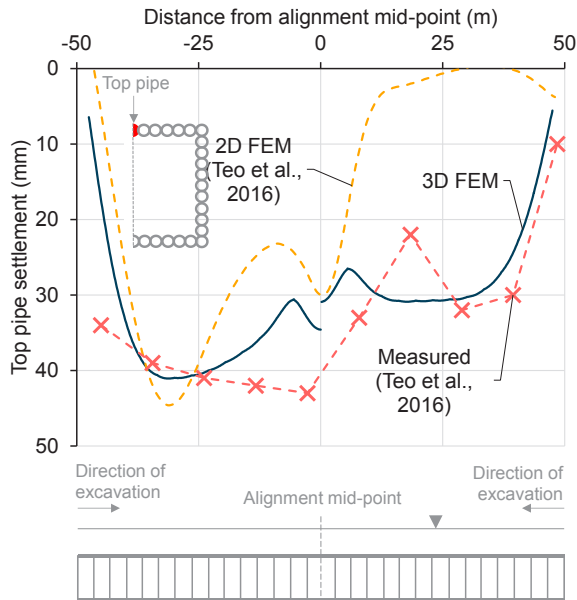 Distance from alignment mid-point (m)
-50 -25 0 25 50
Top pipe settlement (mm)
0
10
20
30
40
50
Top pipe
2D FEM
(Teo et al.,
2016)
3D FEM
Measured
(Teo et al.,
2016)
Direction of
excavation
Alignment mid-point
Direction of
excavation